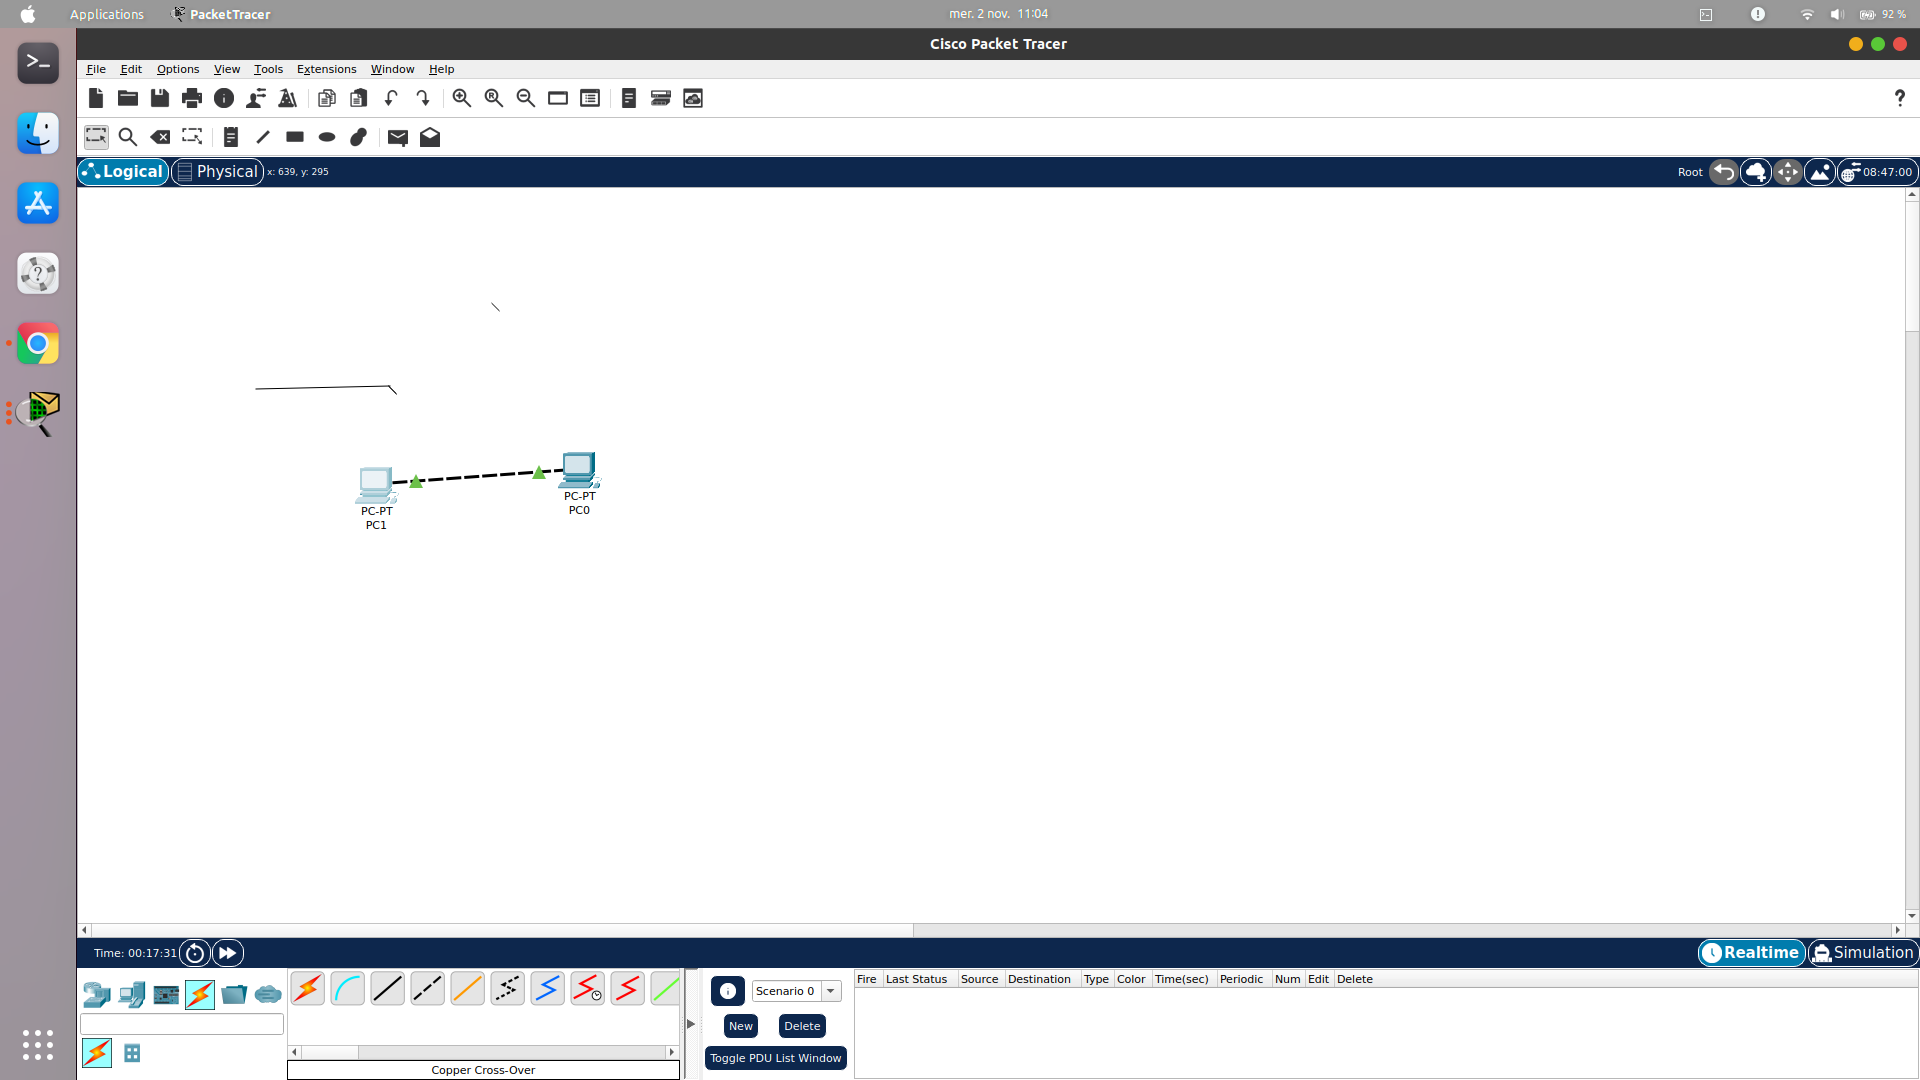 Applications PacketTracer mer. 2 nov. 11:04 92 %
Cisco Packet Tracer
File Edit Options View Tools Extensions Window Help
Logical Physical x: 639, y: 295 Root 08:47:00
PC-PT
PC0
PC-PT
PC1
Time: 00:17:31 Realtime Simulation
Fire Last Status Source Destination Type Color Time(sec) Periodic Num Edit Delete
Scenario 0
New Delete
Toggle PDU List Window
Copper Cross-Over